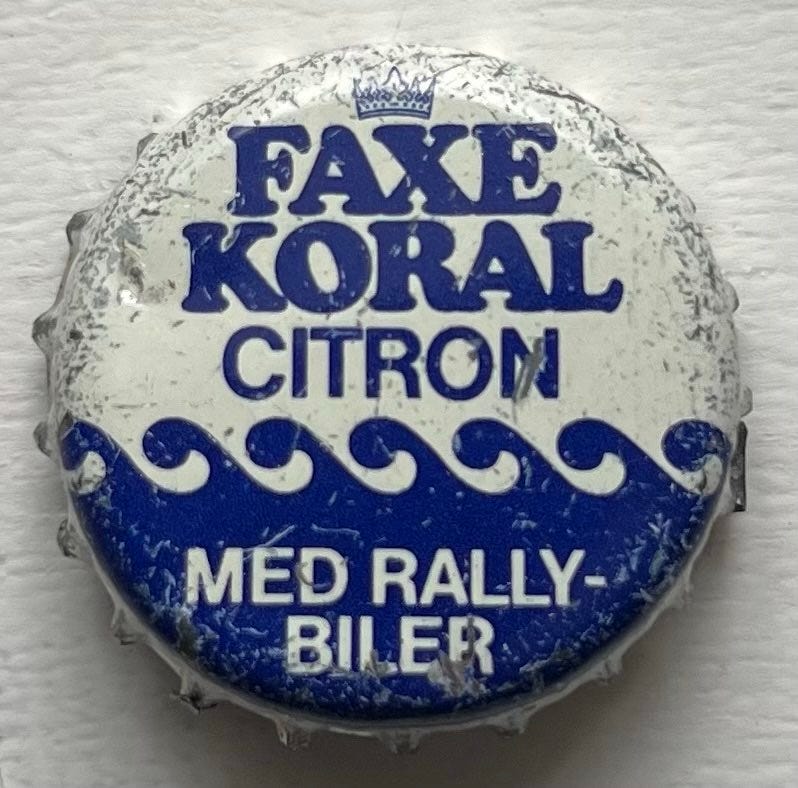 FAXE
KORAL
CITRON
MED RALLY-
BILER